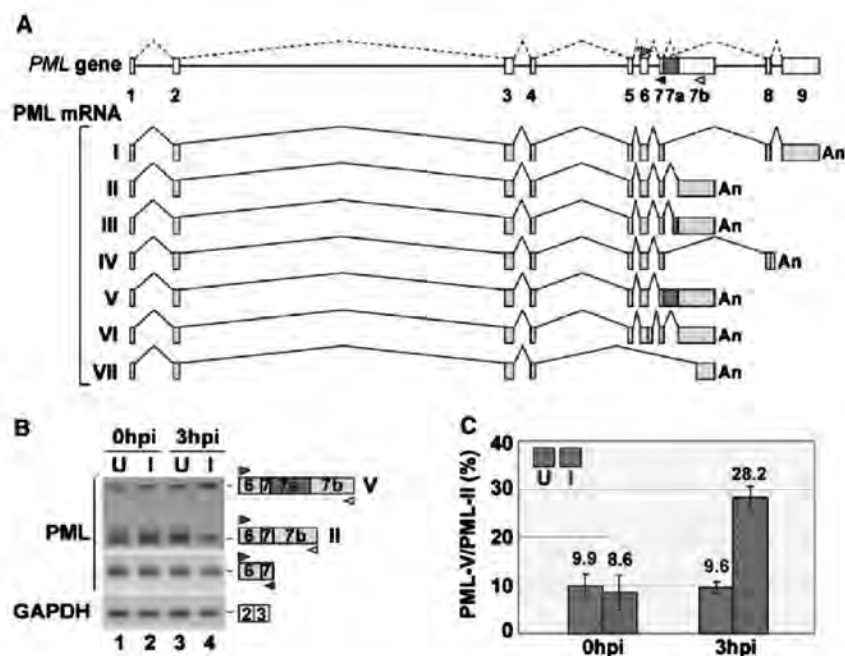 A
PML gene
1 2 3 4 5 6 7 7a 7b 8 9
PML mRNA
I An
II An
III An
IV An
V An
VI An
VII An
B
0hpi 3hpi
U I U I
6 7 7a 7b V
PML
6 7 7b II
6 7
GAPDH
2 3
1 2 3 4
C
PML-V/PML-II (%)
40
30
20
10
0
U I
9.9 8.6 9.6 28.2
0hpi 3hpi